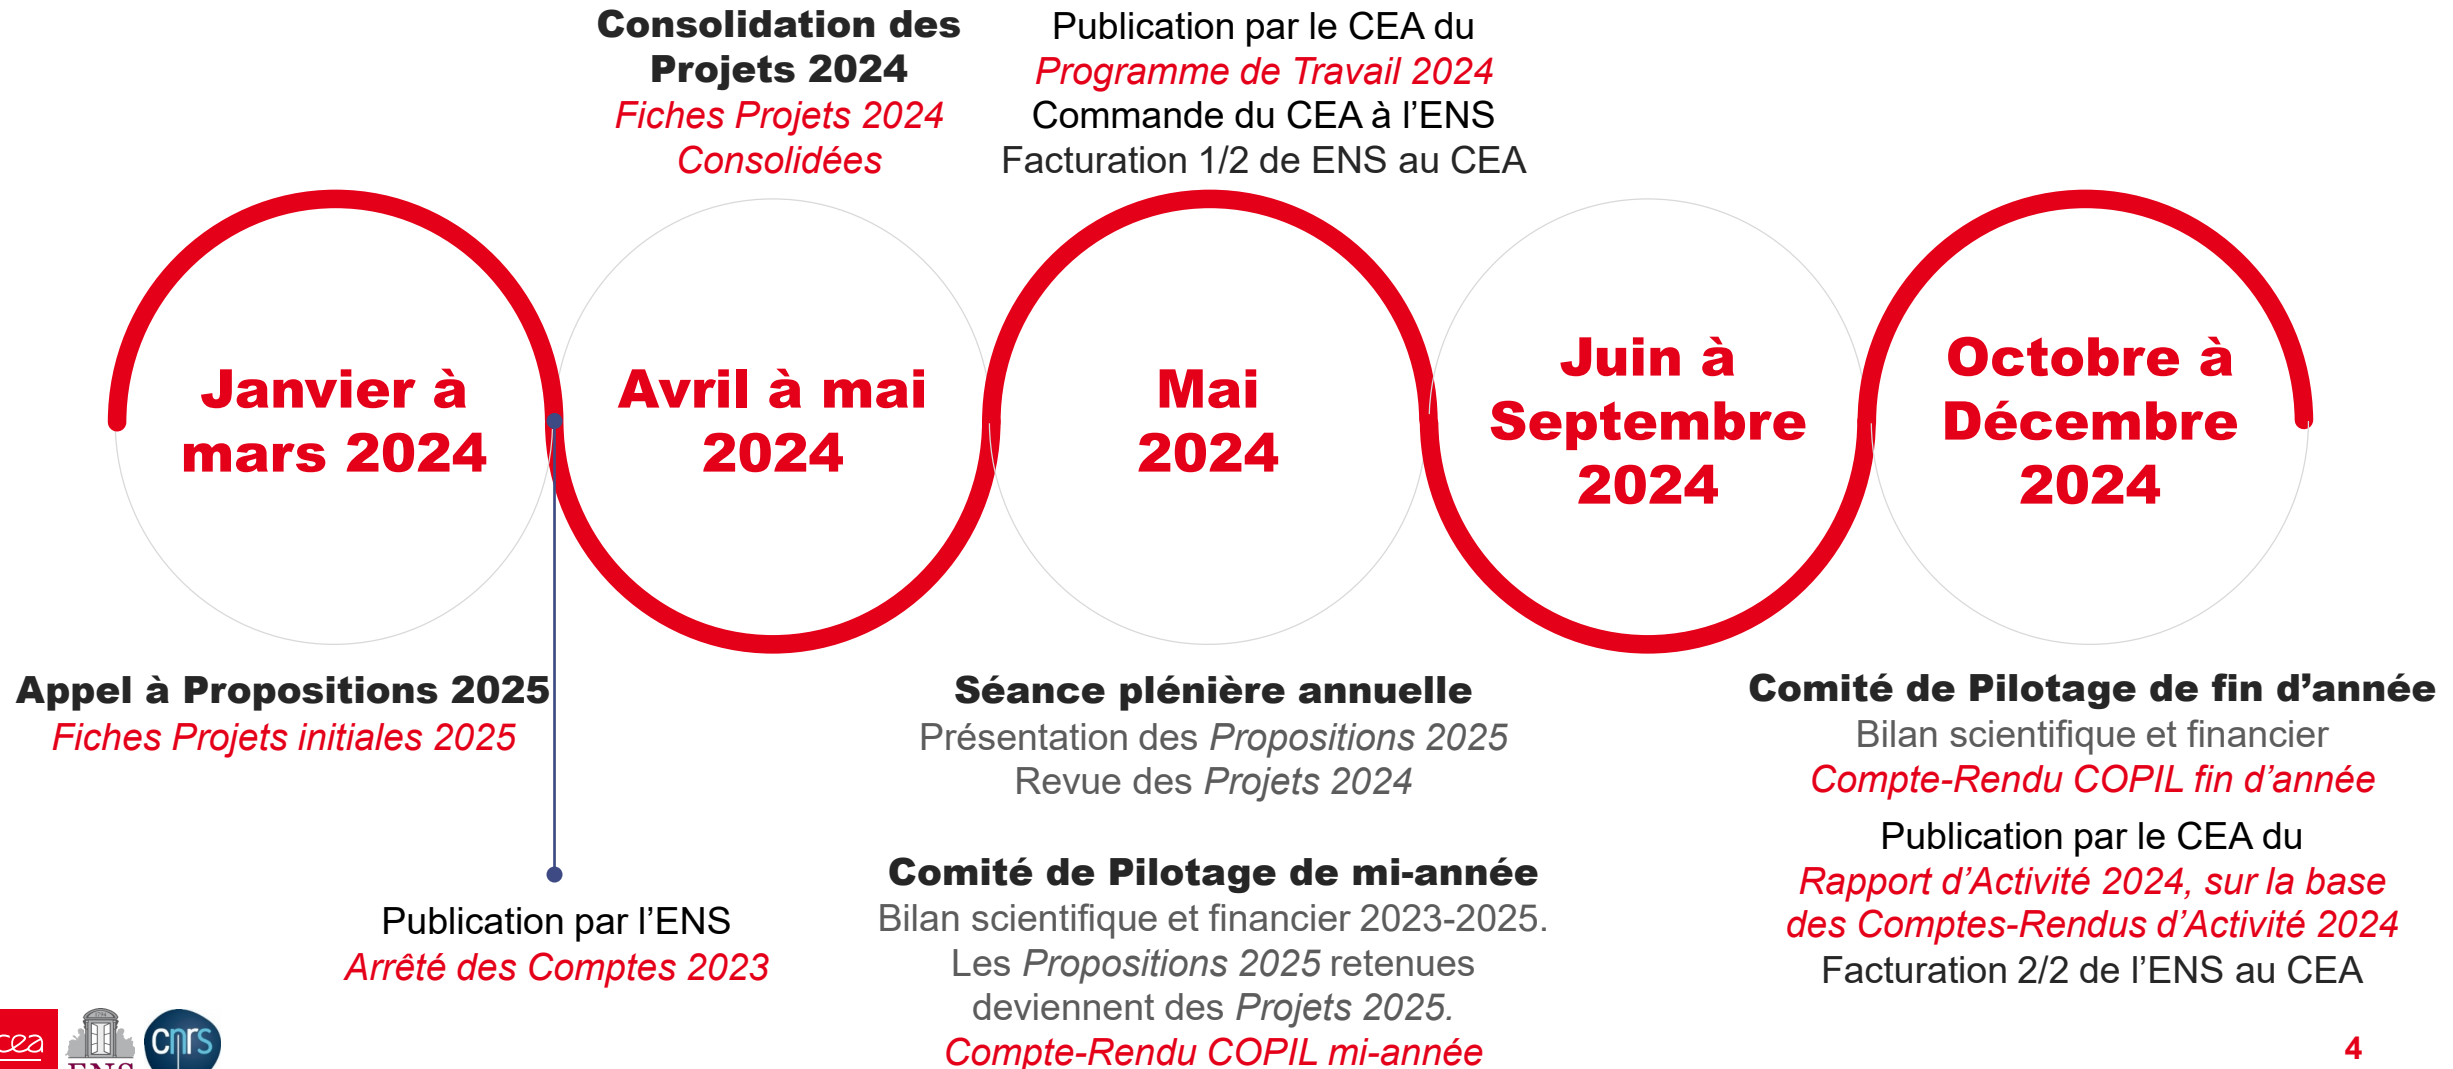 Consolidation des
Projets 2024
Fiches Projets 2024
Consolidées
Publication par le CEA du
Programme de Travail 2024
Commande du CEA à l’ENS
Facturation 1/2 de ENS au CEA
Janvier à
mars 2024
Avril à mai
2024
Mai
2024
Juin à
Septembre
2024
Octobre à
Décembre
2024
Appel à Propositions 2025
Fiches Projets initiales 2025
Publication par l’ENS
Arrêté des Comptes 2023
Séance plénière annuelle
Présentation des Propositions 2025
Revue des Projets 2024
Comité de Pilotage de mi-année
Bilan scientifique et financier 2023-2025.
Les Propositions 2025 retenues
deviennent des Projets 2025.
Compte-Rendu COPIL mi-année
Comité de Pilotage de fin d’année
Bilan scientifique et financier
Compte-Rendu COPIL fin d’année
Publication par le CEA du
Rapport d’Activité 2024, sur la base
des Comptes-Rendus d’Activité 2024
Facturation 2/2 de l’ENS au CEA
cea
ENS
cnrs
4